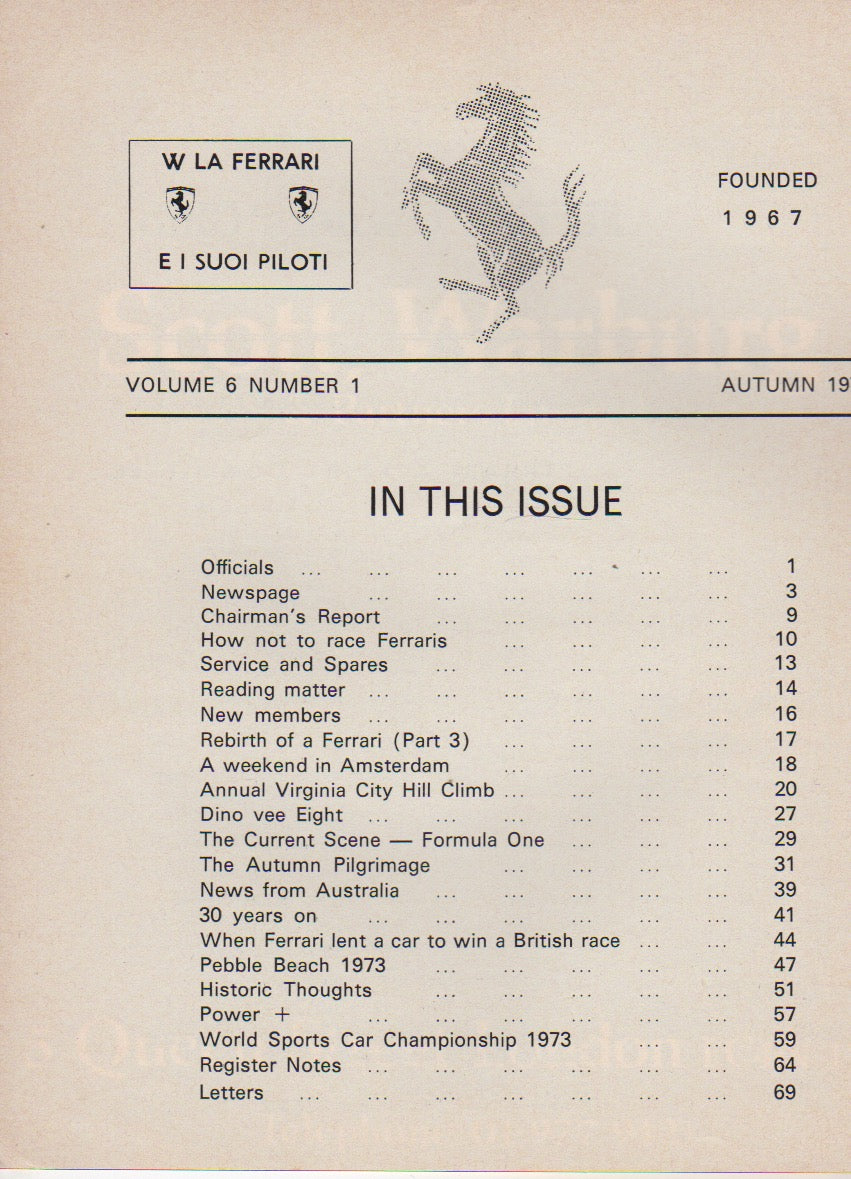 W LA FERRARI
E I SUOI PILOTI
FOUNDED
1967
VOLUME 6 NUMBER 1
AUTUMN 19
IN THIS ISSUE
Officials ... ... ... ... ... ... ... 1
Newspage ... ... ... ... ... ... 3
Chairman's Report ... ... ... ... ... 9
How not to race Ferraris ... ... ... ... 10
Service and Spares ... ... ... ... ... 13
Reading matter ... ... ... ... ... ... 14
New members ... ... ... ... ... ... 16
Rebirth of a Ferrari (Part 3) ... ... ... ... 17
A weekend in Amsterdam ... ... ... ... 18
Annual Virginia City Hill Climb ... ... ... ... 20
Dino vee Eight ... ... ... ... ... ... 27
The Current Scene — Formula One ... ... ... 29
The Autumn Pilgrimage ... ... ... ... 31
News from Australia ... ... ... ... ... 39
30 years on ... ... ... ... ... ... 41
When Ferrari lent a car to win a British race ... ... 44
Pebble Beach 1973 ... ... ... ... ... 47
Historic Thoughts ... ... ... ... ... 51
Power + ... ... ... ... ... ... 57
World Sports Car Championship 1973 ... ... 59
Register Notes ... ... ... ... ... ... 64
Letters ... ... ... ... ... ... ... 69